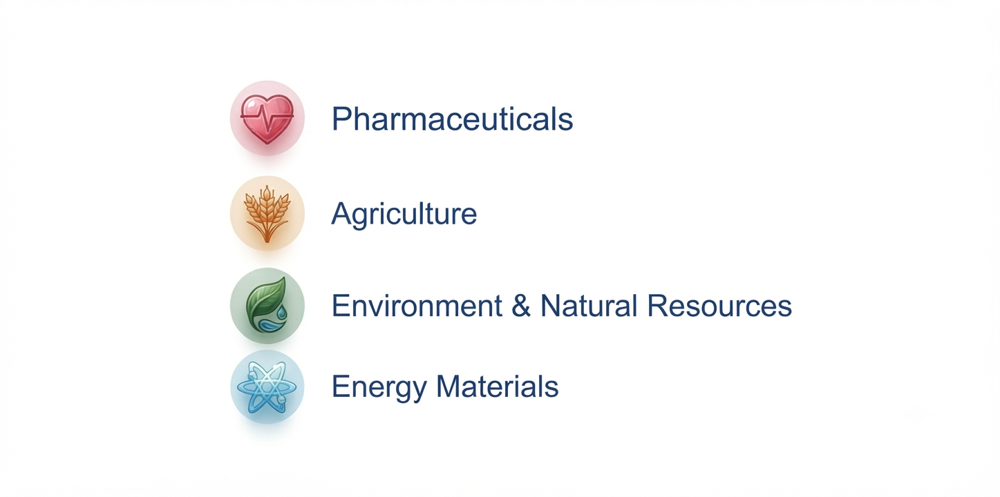 Pharmaceuticals
Agriculture
Environment & Natural Resources
Energy Materials